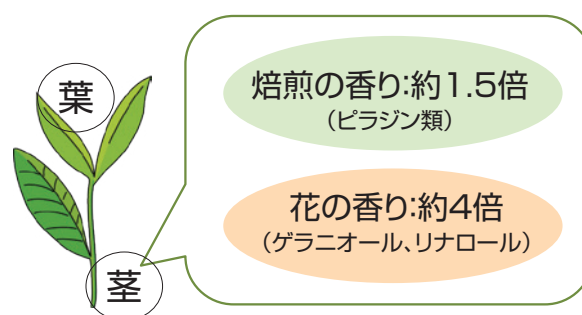 葉
茎
焙煎の香り:約1.5倍
(ピラジン類)
花の香り:約4倍
(ゲラニオール、リナロール)